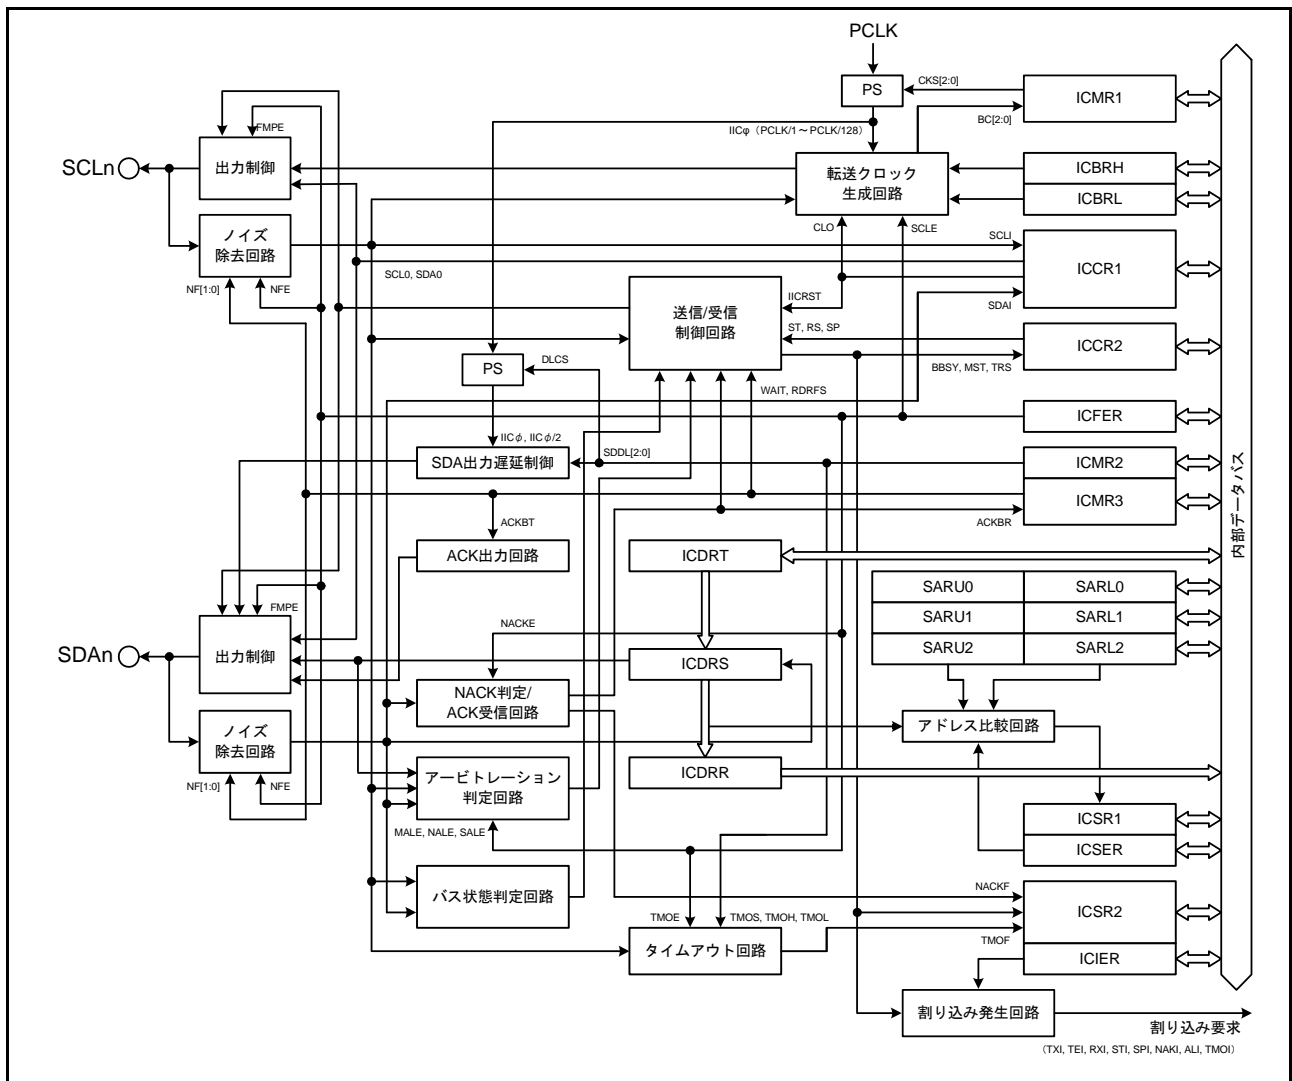 PCLK
PS
CKS[2:0]
ICMR1
BC[2:0]
IICφ（PCLK/1～PCLK/128）
FMPE
SCLn
出力制御
転送クロック
生成回路
ICBRH
ICBRL
CLO
SCLE
ノイズ
除去回路
SCLI
ICCR1
SCL0, SDA0
NF[1:0]
NFE
送信/受信
制御回路
IICRST
SDAI
ST, RS, SP
ICCR2
BBSY, MST, TRS
PS
DLCS
WAIT, RDRFS
ICFER
IICφ, IICφ/2
SDA出力遅延制御
SDDL[2:0]
ICMR2
ICMR3
内部データバス
ACKBT
ACKBR
ACK出力回路
ICDRT
SARU0
SARL0
SARU1
SARL1
SARU2
SARL2
FMPE
NACKE
SDAn
出力制御
ICDRS
NACK判定/
ACK受信回路
アドレス比較回路
ノイズ
除去回路
NF[1:0]
NFE
アービトレーション
判定回路
ICDRR
MALE, NALE, SALE
ICSR1
ICSER
バス状態判定回路
NACKF
ICSR2
TMOE
TMOS, TMOH, TMOL
TMOF
タイムアウト回路
ICIER
割り込み発生回路
割り込み要求
（TXI, TEI, RXI, STI, SPI, NAKI, ALI, TMOI）